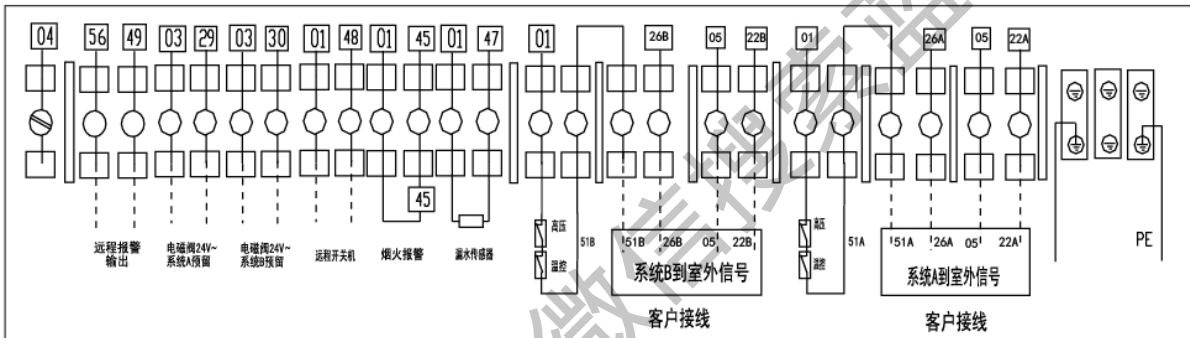 04 56 49 03 29 03 30 01 48 01 45 01 47 01 26B 05 22B 01 26A 05 22A
45
远程报警
输出
电磁阀24V~
系统A预留
电磁阀24V~
系统B预留
远程开关机
烟火报警
漏水传感器
高压
温控
51B
51B 26B 05 22B
系统B到室外信号
客户接线
高压
温控
51A
51A 26A 05 22A
系统A到室外信号
客户接线
PE
微信搜索蓝